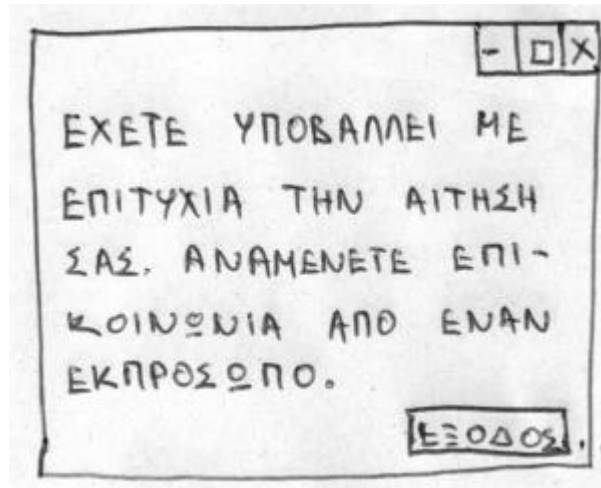 ΕΧΕΤΕ ΥΠΟΒΑΛΛΕΙ ΜΕ
ΕΠΙΤΥΧΙΑ ΤΗΝ ΑΙΤΗΣΗ
ΣΑΣ. ΑΝΑΜΕΝΕΤΕ ΕΠΙ-
ΚΟΙΝΩΝΙΑ ΑΠΟ ΕΝΑΝ
ΕΚΠΡΟΣΩΠΟ.
ΕΞΟΔΟΣ